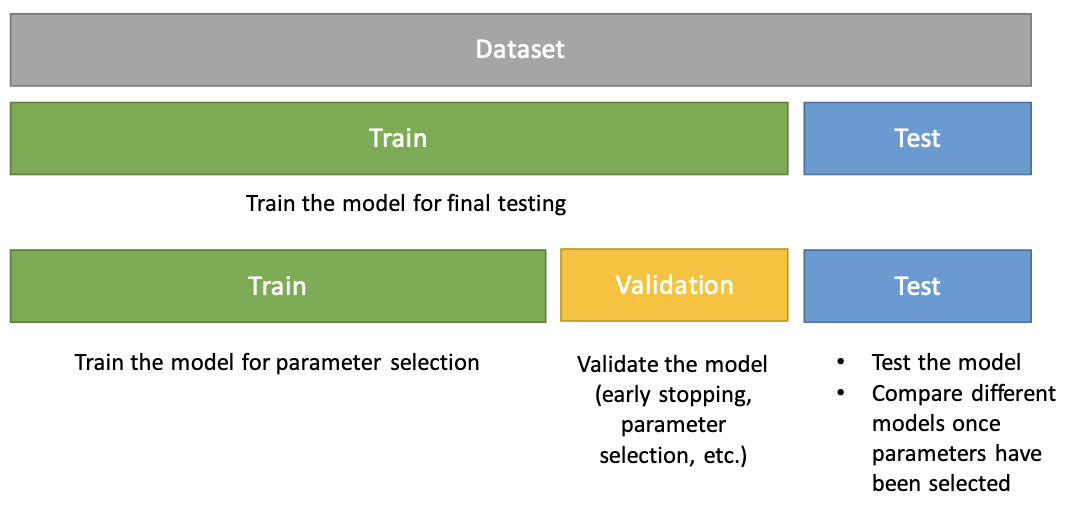 Dataset
Train
Test
Train the model for final testing
Train
Validation
Test
Train the model for parameter selection
Validate the model
(early stopping,
parameter
selection, etc.)
• Test the model
• Compare different
models once
parameters have
been selected